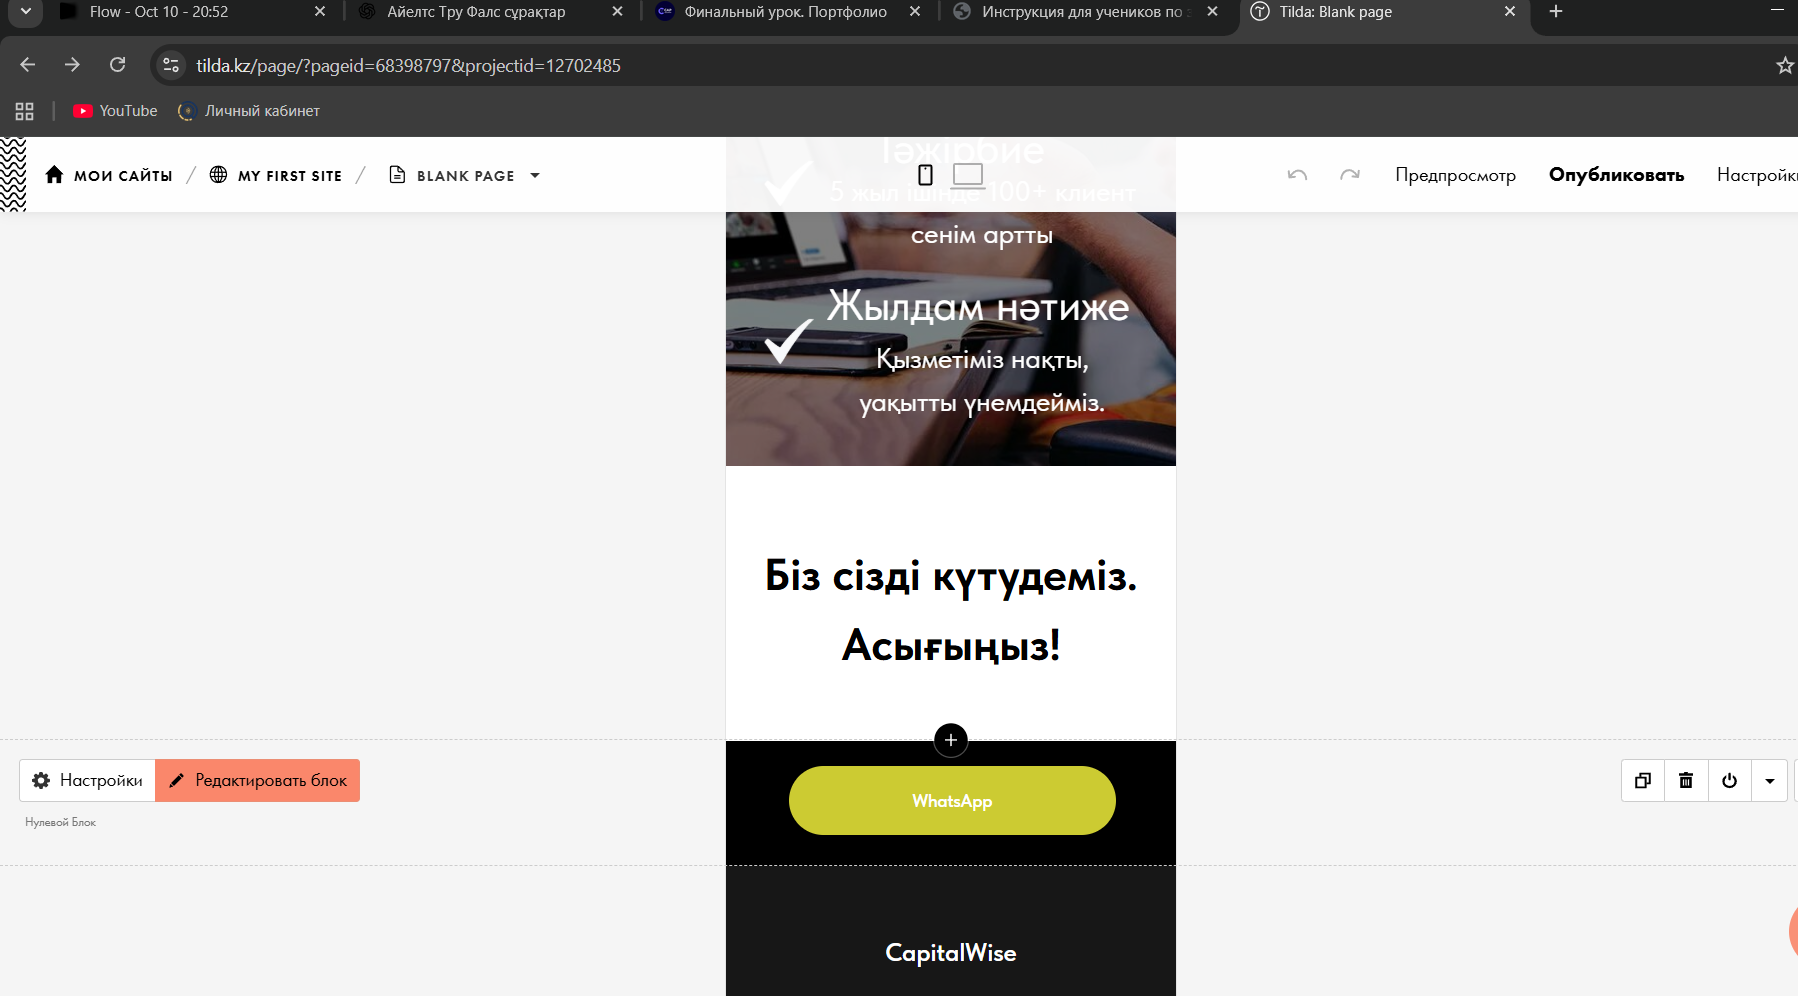 Flow - Oct 10 - 20:52
Айелтс Тру Фалс сұрақтар
Финальный урок. Портфолио
Инструкция для учеников по
Tilda: Blank page
tilda.kz/page/?pageid=68398797&projectid=12702485
YouTube
Личный кабинет
МОИ САЙТЫ / MY FIRST SITE / BLANK PAGE
Предпросмотр
Опубликовать
Настройки
Тәжірбие
5 жыл ішінде 100+ клиент
сенім артты
Жылдам нәтиже
Қызметіміз нақты,
уақытты үнемдейміз.
Біз сізді күтудеміз.
Асығыңыз!
Настройки
Редактировать блок
Нулевой Блок
WhatsApp
CapitalWise